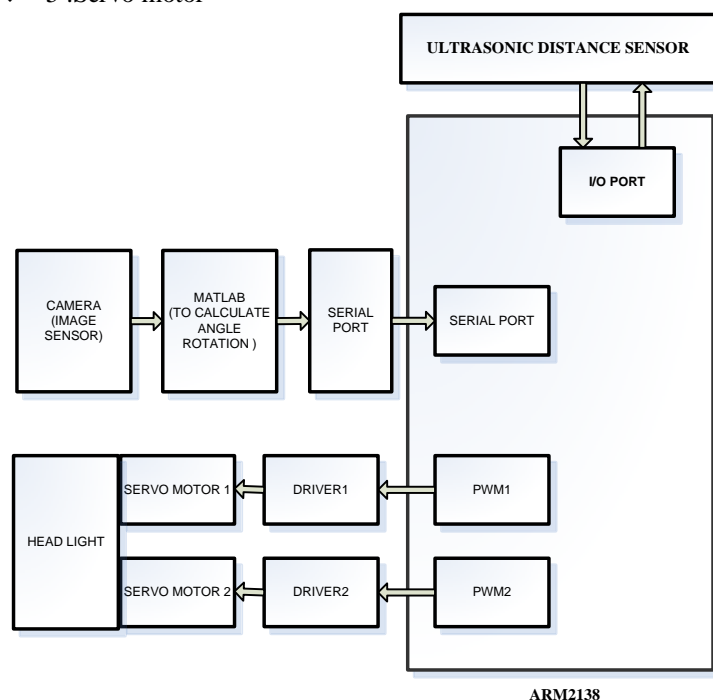 5 .Servo motor
ULTRASONIC DISTANCE SENSOR
I/O PORT
CAMERA
(IMAGE
SENSOR)
MATLAB
(TO CALCULATE
ANGLE
ROTATION )
SERIAL
PORT
SERIAL PORT
HEAD LIGHT
SERVO MOTOR 1
DRIVER1
PWM1
SERVO MOTOR 2
DRIVER2
PWM2
ARM2138